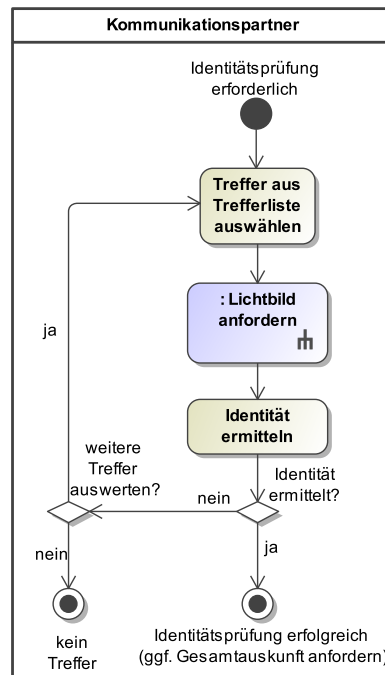 Kommunikationspartner
Identitätsprüfung
erforderlich
Treffer aus
Trefferliste
auswählen
: Lichtbild
anfordern
ja
Identität
ermitteln
weitere
Treffer
auswerten?
nein
Identität
ermittelt?
nein
ja
kein
Treffer
Identitätsprüfung erfolgreich
(ggf. Gesamtauskunft anfordern)